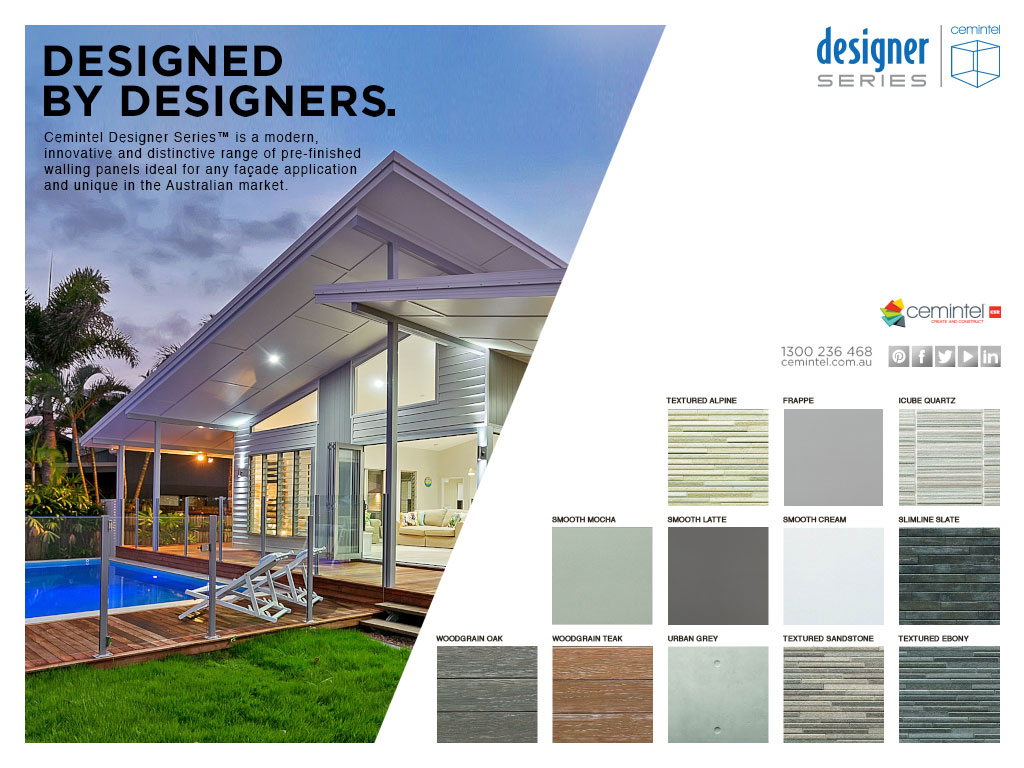 DESIGNED
BY DESIGNERS.
Cemintel Designer Series™ is a modern,
innovative and distinctive range of pre-finished
walling panels ideal for any façade application
and unique in the Australian market.
designer
SERIES
cemintel
cemintel
CREATE AND CONSTRUCT
CSR
1300 236 468
cemintel.com.au
TEXTURED ALPINE
FRAPPE
ICUBE QUARTZ
SMOOTH MOCHA
SMOOTH LATTE
SMOOTH CREAM
SLIMLINE SLATE
WOODGRAIN OAK
WOODGRAIN TEAK
URBAN GREY
TEXTURED SANDSTONE
TEXTURED EBONY